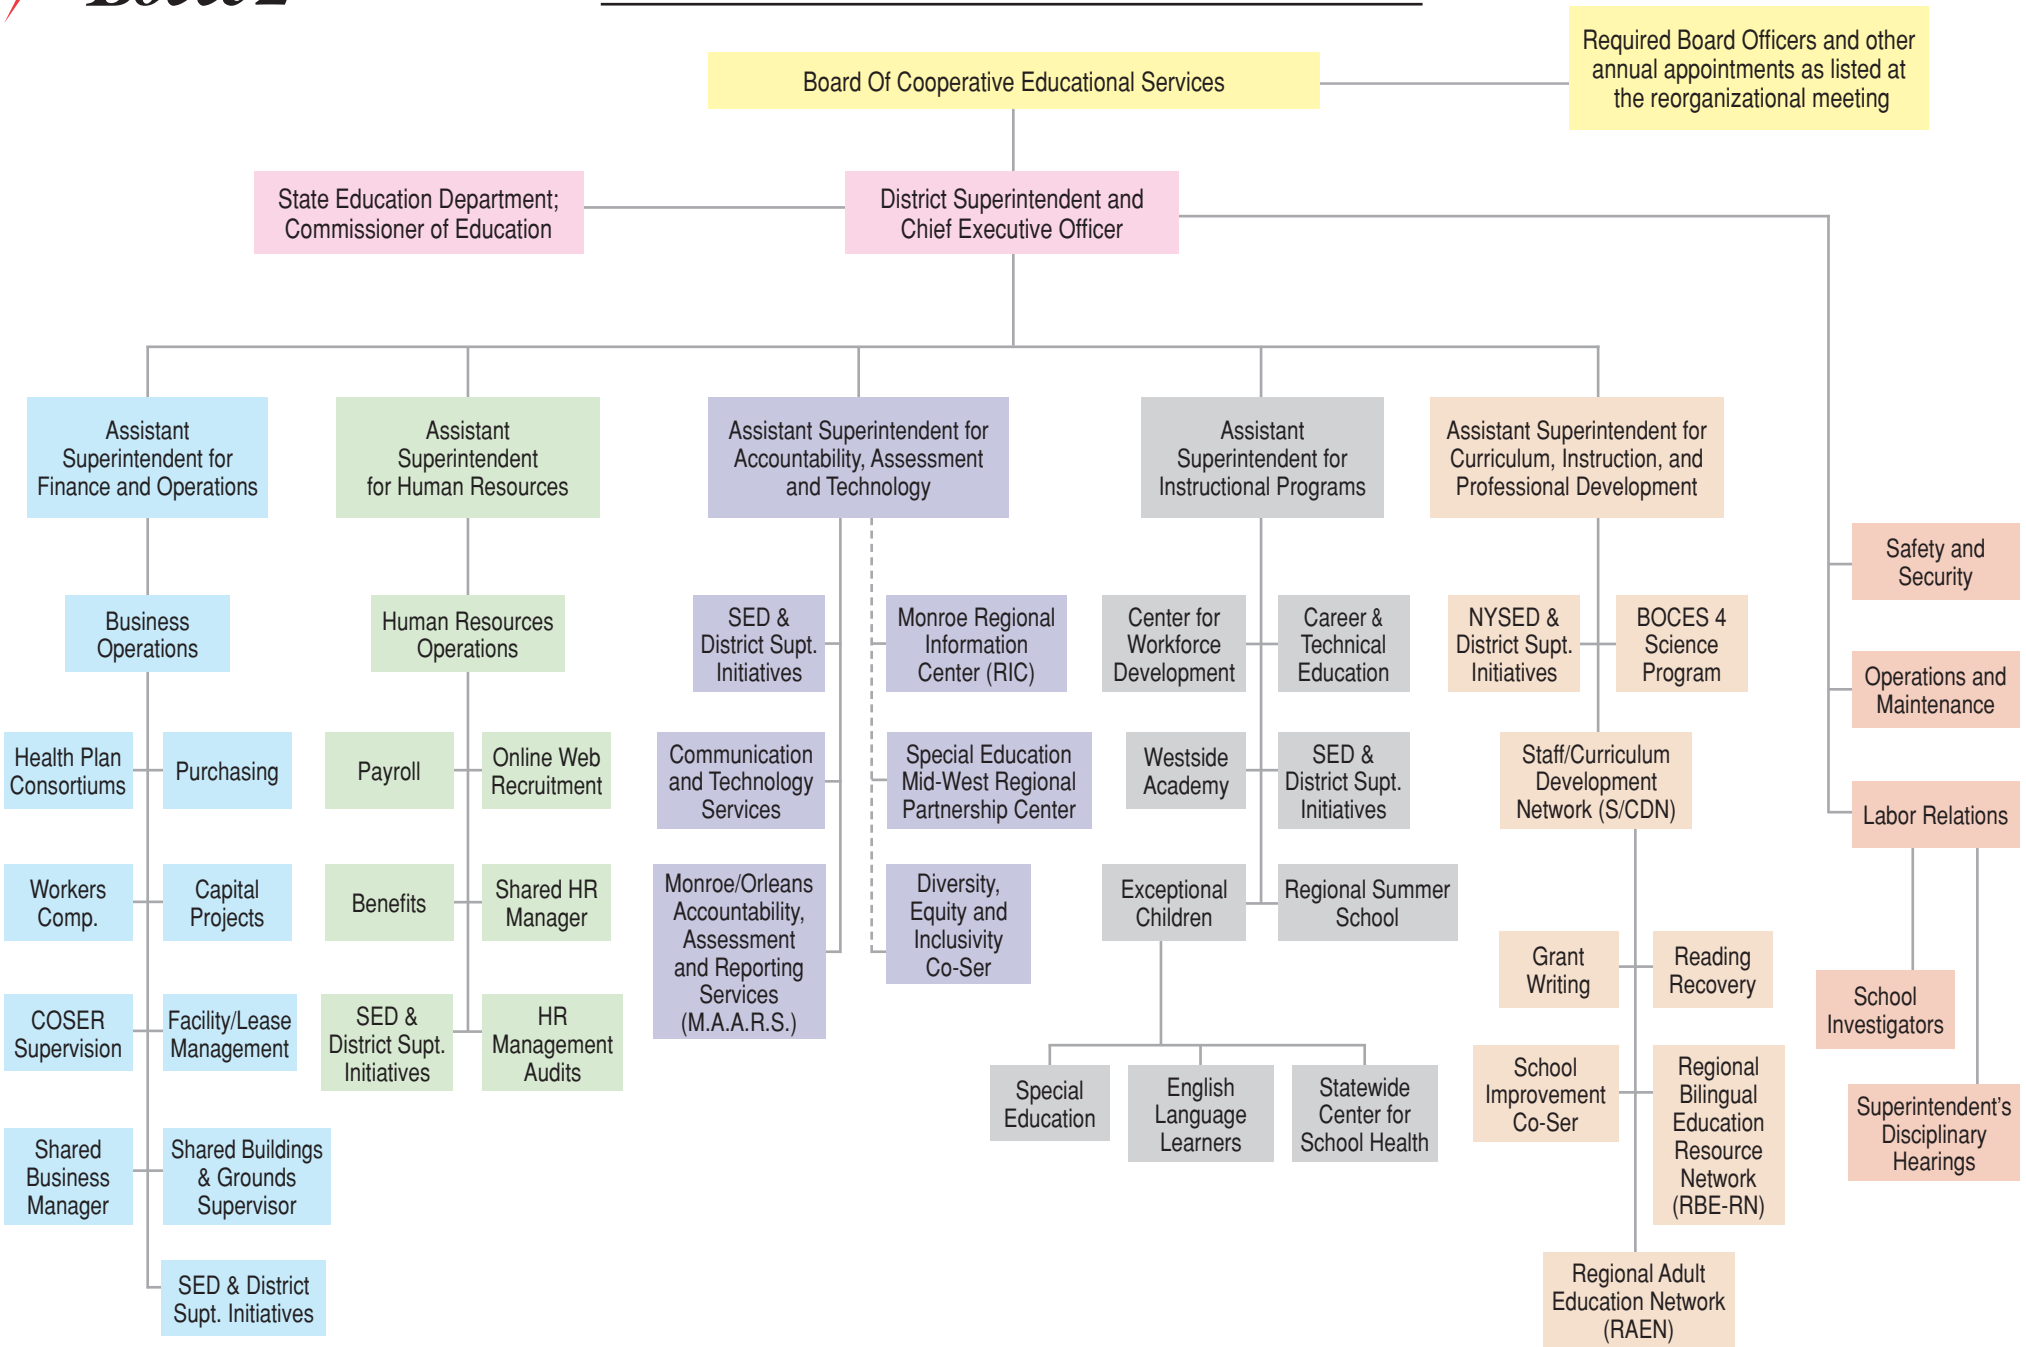 Board Of Cooperative Educational Services
Required Board Officers and other
annual appointments as listed at
the reorganizational meeting
State Education Department;
Commissioner of Education
District Superintendent and
Chief Executive Officer
Assistant
Superintendent for
Finance and Operations
Assistant
Superintendent
for Human Resources
Assistant Superintendent for
Accountability, Assessment
and Technology
Assistant
Superintendent for
Instructional Programs
Assistant Superintendent for
Curriculum, Instruction, and
Professional Development
Safety and
Security
Operations and
Maintenance
Labor Relations
School
Investigators
Superintendent's
Disciplinary
Hearings
Business
Operations
Health Plan
Consortiums
Purchasing
Workers
Comp.
Capital
Projects
COSER
Supervision
Facility/Lease
Management
Shared
Business
Manager
Shared Buildings
& Grounds
Supervisor
SED & District
Supt. Initiatives
Human Resources
Operations
Payroll
Online Web
Recruitment
Benefits
Shared HR
Manager
SED &
District Supt.
Initiatives
HR
Management
Audits
SED &
District Supt.
Initiatives
Monroe Regional
Information
Center (RIC)
Communication
and Technology
Services
Special Education
Mid-West Regional
Partnership Center
Monroe/Orleans
Accountability,
Assessment
and Reporting
Services
(M.A.A.R.S.)
Diversity,
Equity and
Inclusivity
Co-Ser
Center for
Workforce
Development
Career &
Technical
Education
Westside
Academy
SED &
District Supt.
Initiatives
Exceptional
Children
Regional Summer
School
Special
Education
English
Language
Learners
Statewide
Center for
School Health
NYSED &
District Supt.
Initiatives
BOCES 4
Science
Program
Staff/Curriculum
Development
Network (S/CDN)
Grant
Writing
Reading
Recovery
School
Improvement
Co-Ser
Regional
Bilingual
Education
Resource
Network
(RBE-RN)
Regional Adult
Education Network
(RAEN)